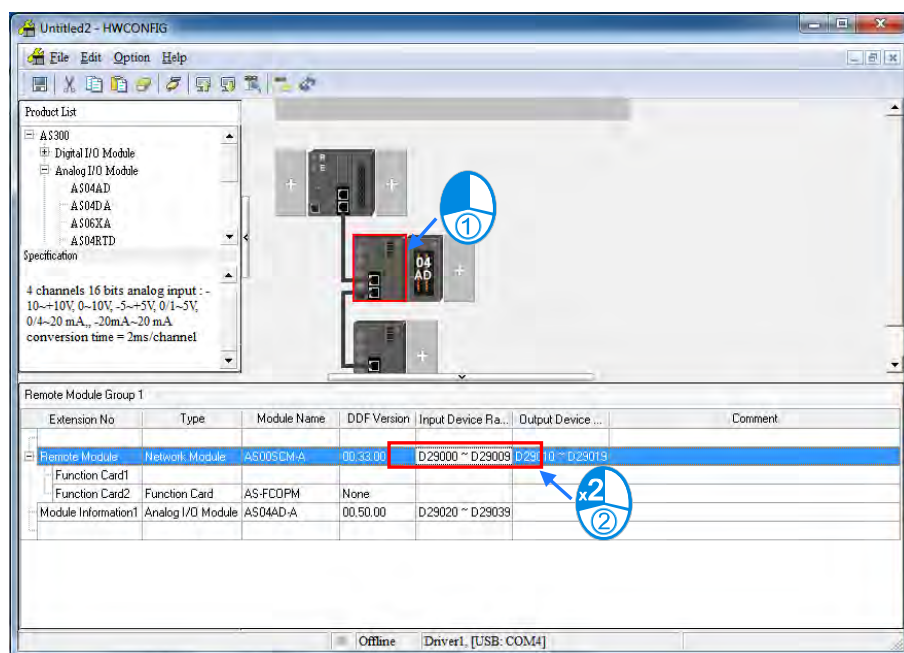 Untitled2 - HWCONFIG
File Edit Option Help
Product List
AS300
Digital I/O Module
Analog I/O Module
AS04AD
AS04DA
AS06XA
AS04RTD
Specification
4 channels 16 bits analog input : -
10~+10V, 0~10V, -5~+5V, 0/1~5V,
0/4~20 mA,, -20mA~20 mA
conversion time = 2ms/channel
R
E
04
AD
①
Remote Module Group 1
Extension No Type Module Name DDF Version Input Device Ra... Output Device ... Comment
Remote Module Network Module AS00SCM-A 00.33.00 D29000 ~ D29009 D29010 ~ D29019
Function Card1
Function Card2 Function Card AS-FCOPM None
Module Information1 Analog I/O Module AS04AD-A 00.50.00 D29020 ~ D29039
x2
②
Offline Driver1, [USB: COM4]